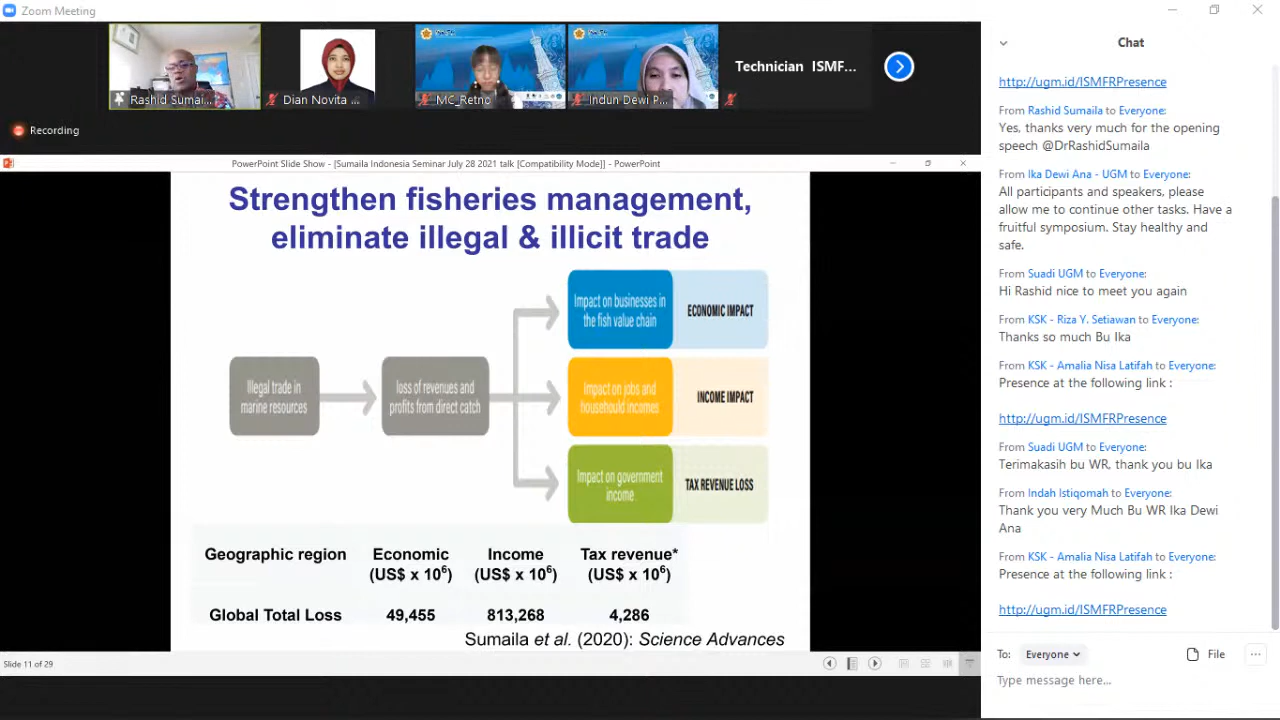 Zoom Meeting
Rashid Sumai...
Dian Novita ...
MC_Retno
Indun Dewi P...
Technician ISMF...
Recording
PowerPoint Slide Show - [Sumaila Indonesia Seminar July 28 2021 talk [Compatibility Mode]] - PowerPoint
Strengthen fisheries management,
eliminate illegal & illicit trade
Illegal trade in
marine resources
loss of revenues and
profits from direct catch
Impact on businesses in
the fish value chain
ECONOMIC IMPACT
Impact on jobs and
househould incomes
INCOME IMPACT
Impact on government
income
TAX REVENUE LOSS
Geographic region Economic Income Tax revenue*
(US$ x 10⁶) (US$ x 10⁶) (US$ x 10⁶)
Global Total Loss 49,455 813,268 4,286
Sumaila et al. (2020): Science Advances
Slide 11 of 29
Chat
http://ugm.id/ISMFRPresence
From Rashid Sumaila to Everyone:
Yes, thanks very much for the opening
speech @DrRashidSumaila
From Ika Dewi Ana - UGM to Everyone:
All participants and speakers, please
allow me to continue other tasks. Have a
fruitful symposium. Stay healthy and
safe.
From Suadi UGM to Everyone:
Hi Rashid nice to meet you again
From KSK - Riza Y. Setiawan to Everyone:
Thanks so much Bu Ika
From KSK - Amalia Nisa Latifah to Everyone:
Presence at the following link :
http://ugm.id/ISMFRPresence
From Suadi UGM to Everyone:
Terimakasih bu WR, thank you bu Ika
From Indah Istiqomah to Everyone:
Thank you very Much Bu WR Ika Dewi
Ana
From KSK - Amalia Nisa Latifah to Everyone:
Presence at the following link :
http://ugm.id/ISMFRPresence
To: Everyone File ...
Type message here...